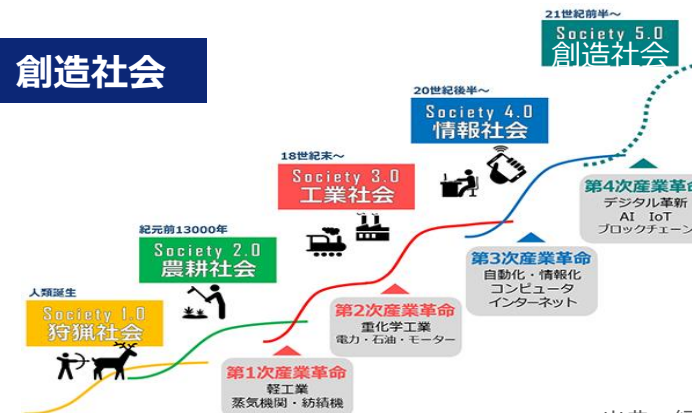 創造社会
21世紀前半～
Society 5.0
創造社会
20世紀後半～
Society 4.0
情報社会
18世紀末～
Society 3.0
工業社会
紀元前13000年
Society 2.0
農耕社会
人類誕生
Society 1.0
狩猟社会
第1次産業革命
軽工業
蒸気機関・紡績機
第2次産業革命
重化学工業
電力・石油・モーター
第3次産業革命
自動化・情報化
コンピュータ
インターネット
第4次産業革命
デジタル革新
AI IoT
ブロックチェーン